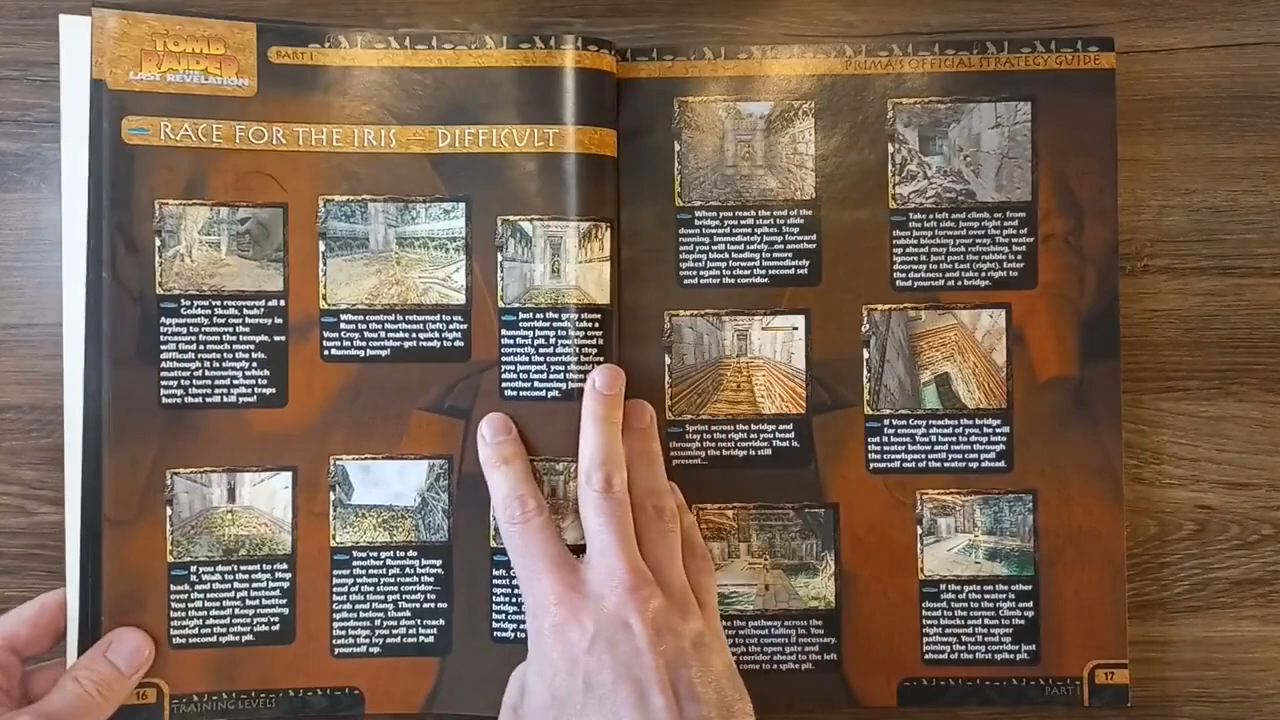 TOMB
RAIDER
THE
LAST REVELATION
PART I
RACE FOR THE IRIS — DIFFICULT
So you've recovered all 8
Golden Skulls, huh?
Apparently, for our heresy in
trying to remove the
treasure from the temple, we
will find a much more
difficult route to the Iris.
Although it is simply a
matter of knowing which
way to turn and when to
Jump, there are spike traps
here that will kill you!
When control is returned to us,
Run to the Northeast (left) after
Von Croy. You'll make a quick right
turn in the corridor-get ready to do
a Running Jump!
Just as the gray stone
corridor ends, take a
Running Jump to leap over
the first pit. If you timed it
correctly, and didn't step
outside the corridor before
you jumped, you should be
able to land and then
another Running
the second pit.
If you don't want to risk
it, Walk to the edge, Hop
back, and then Run and Jump
over the second pit instead.
You will lose time, but better
late than dead! Keep running
straight ahead once you've
landed on the other side of
the second spike pit.
You've got to do
another Running Jump
over the next pit. As before,
Jump when you reach the
end of the stone corridor—
but this time get ready to
Grab and Hang. There are no
spikes below, thank
goodness. If you don't reach
the ledge, you will at least
catch the ivy and can Pull
yourself up.
left.
next
open
take a
bridge.
but
bridge.
ready to
16
TRAINING LEVELS
PRIMA'S OFFICIAL STRATEGY GUIDE
When you reach the end of the
bridge, you will start to slide
down toward some spikes. Stop
running. Immediately Jump forward
and you will land safely...on another
sloping block leading to more
spikes! Jump forward immediately
once again to clear the second set
and enter the corridor.
Take a left and climb, or, from
the left side, Jump right and
then Jump forward over the pile of
rubble blocking your way. The water
up ahead may look refreshing, but
ignore it. Just past the rubble is a
doorway to the East (right). Enter
the darkness and take a right to
find yourself at a bridge.
Sprint across the bridge and
stay to the right as you head
through the next corridor. That is,
assuming the bridge is still
present...
If Von Croy reaches the bridge
far enough ahead of you, he will
cut it loose. You'll have to drop into
the water below and swim through
the crawlspace until you can pull
yourself out of the water up ahead.
the pathway across the
without falling in. You
to cut corners if necessary.
the open gate and
corridor ahead to the left
come to a spike pit.
If the gate on the other
side of the water is
closed, turn to the right and
head to the corner. Climb up
two blocks and Run to the
right around the upper
pathway. You'll end up
joining the long corridor just
ahead of the first spike pit.
PART I
17